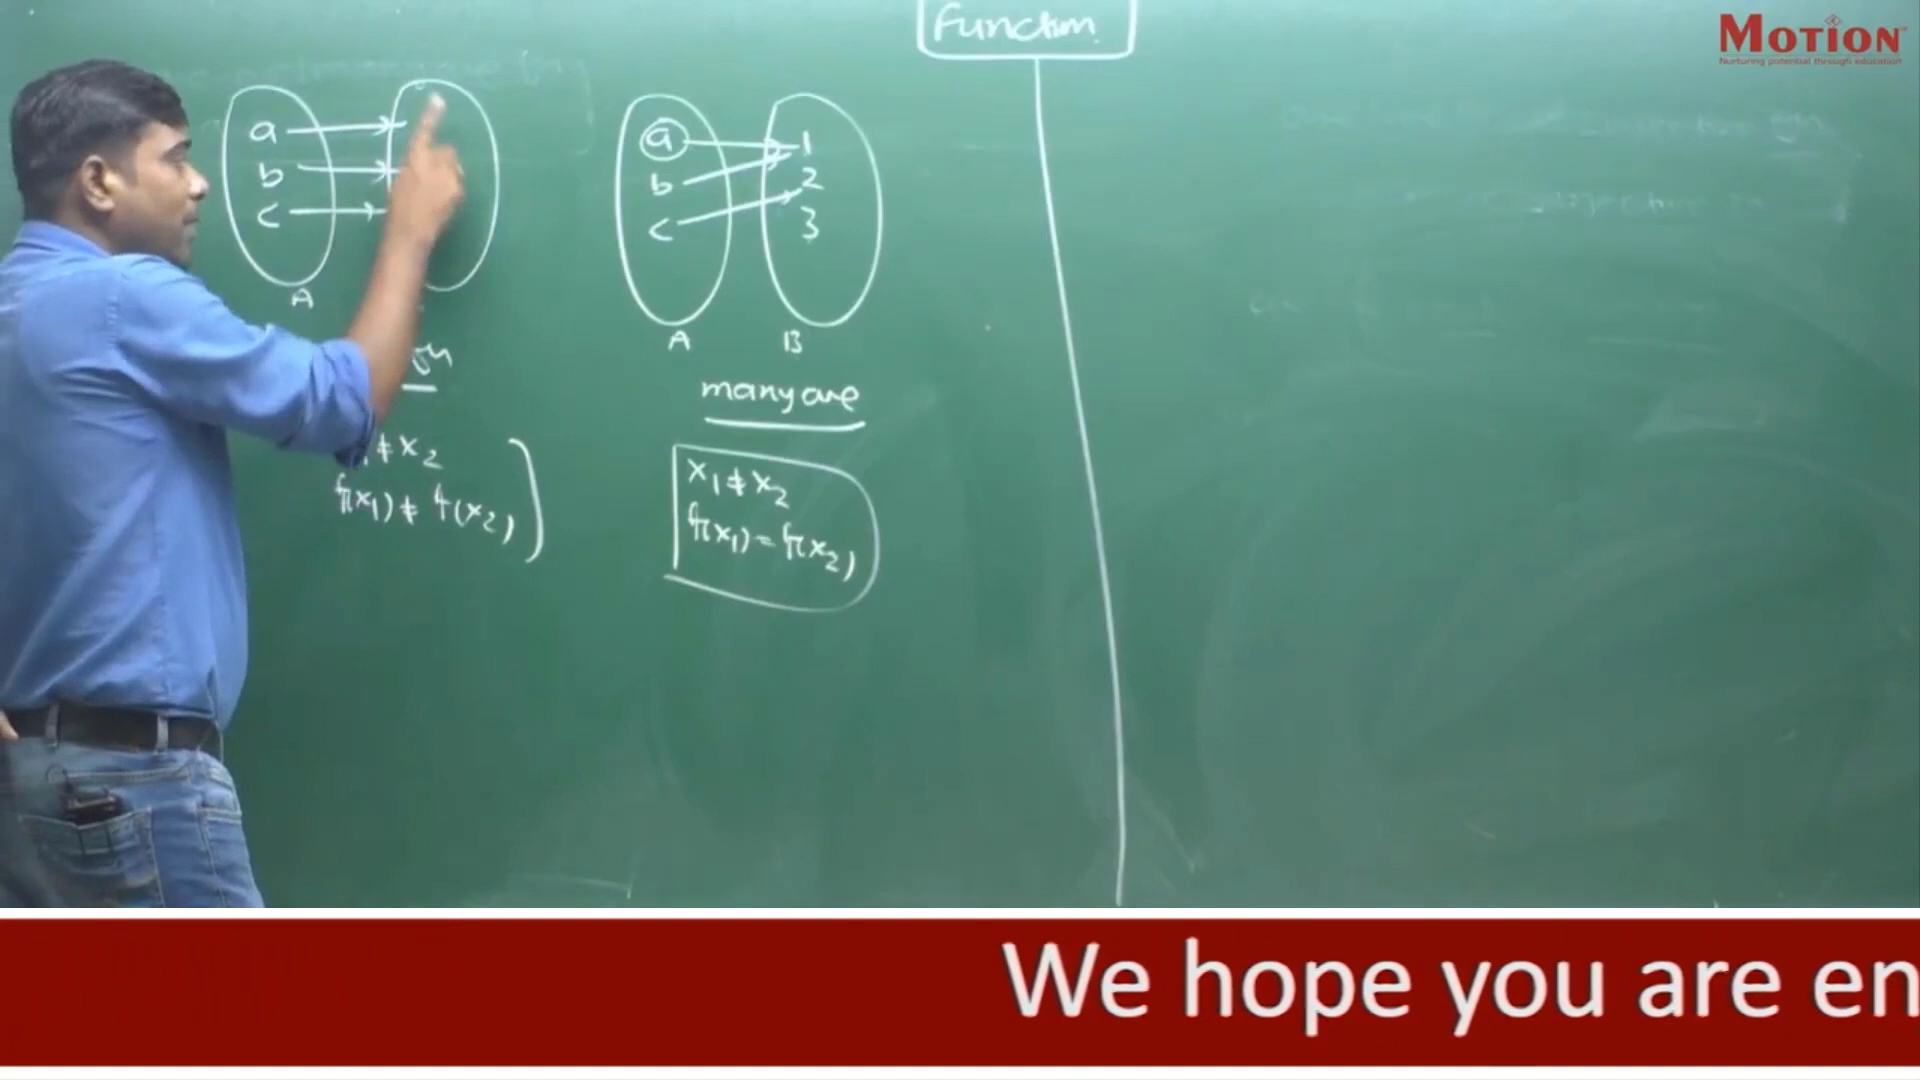 Function
MOTION
Nurturing potential through education
a
b
c
A
a
b
c
A
1
2
3
B
many one
≠ x2
f(x1) ≠ f(x2)
x1 ≠ x2
f(x1) = f(x2)
We hope you are en